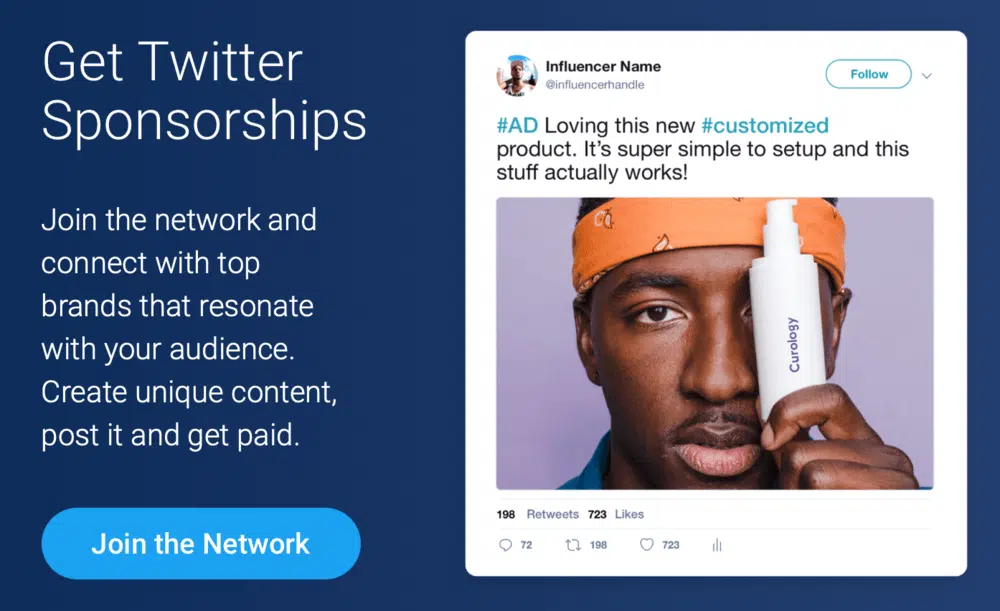 Get Twitter
Sponsorships
Join the network and
connect with top
brands that resonate
with your audience.
Create unique content,
post it and get paid.
Join the Network
Influencer Name
@influencerhandle
Follow
#AD Loving this new #customized
product. It's super simple to setup and this
stuff actually works!
Curology
198 Retweets 723 Likes
72 198 723